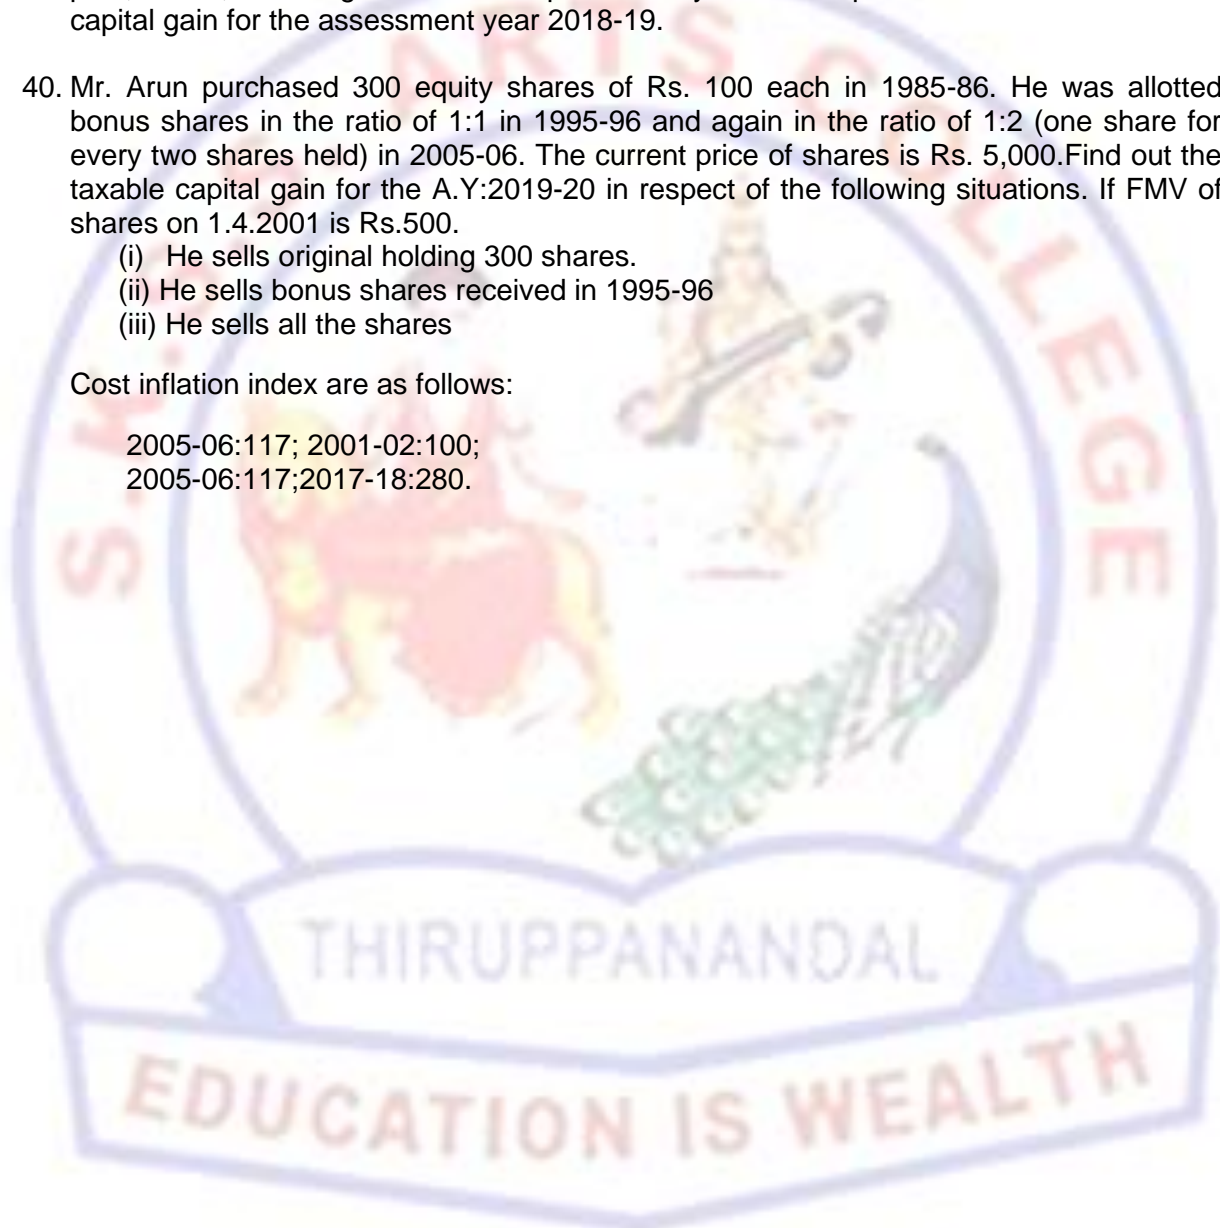 capital gain for the assessment year 2018-19.
40. Mr. Arun purchased 300 equity shares of Rs. 100 each in 1985-86. He was allotted
bonus shares in the ratio of 1:1 in 1995-96 and again in the ratio of 1:2 (one share for
every two shares held) in 2005-06. The current price of shares is Rs. 5,000.Find out the
taxable capital gain for the A.Y:2019-20 in respect of the following situations. If FMV of
shares on 1.4.2001 is Rs.500.
(i) He sells original holding 300 shares.
(ii) He sells bonus shares received in 1995-96
(iii) He sells all the shares
Cost inflation index are as follows:
2005-06:117; 2001-02:100;
2005-06:117;2017-18:280.
ARTS COLLEGE
THIRUPPANANDAL
EDUCATION IS WEALTH